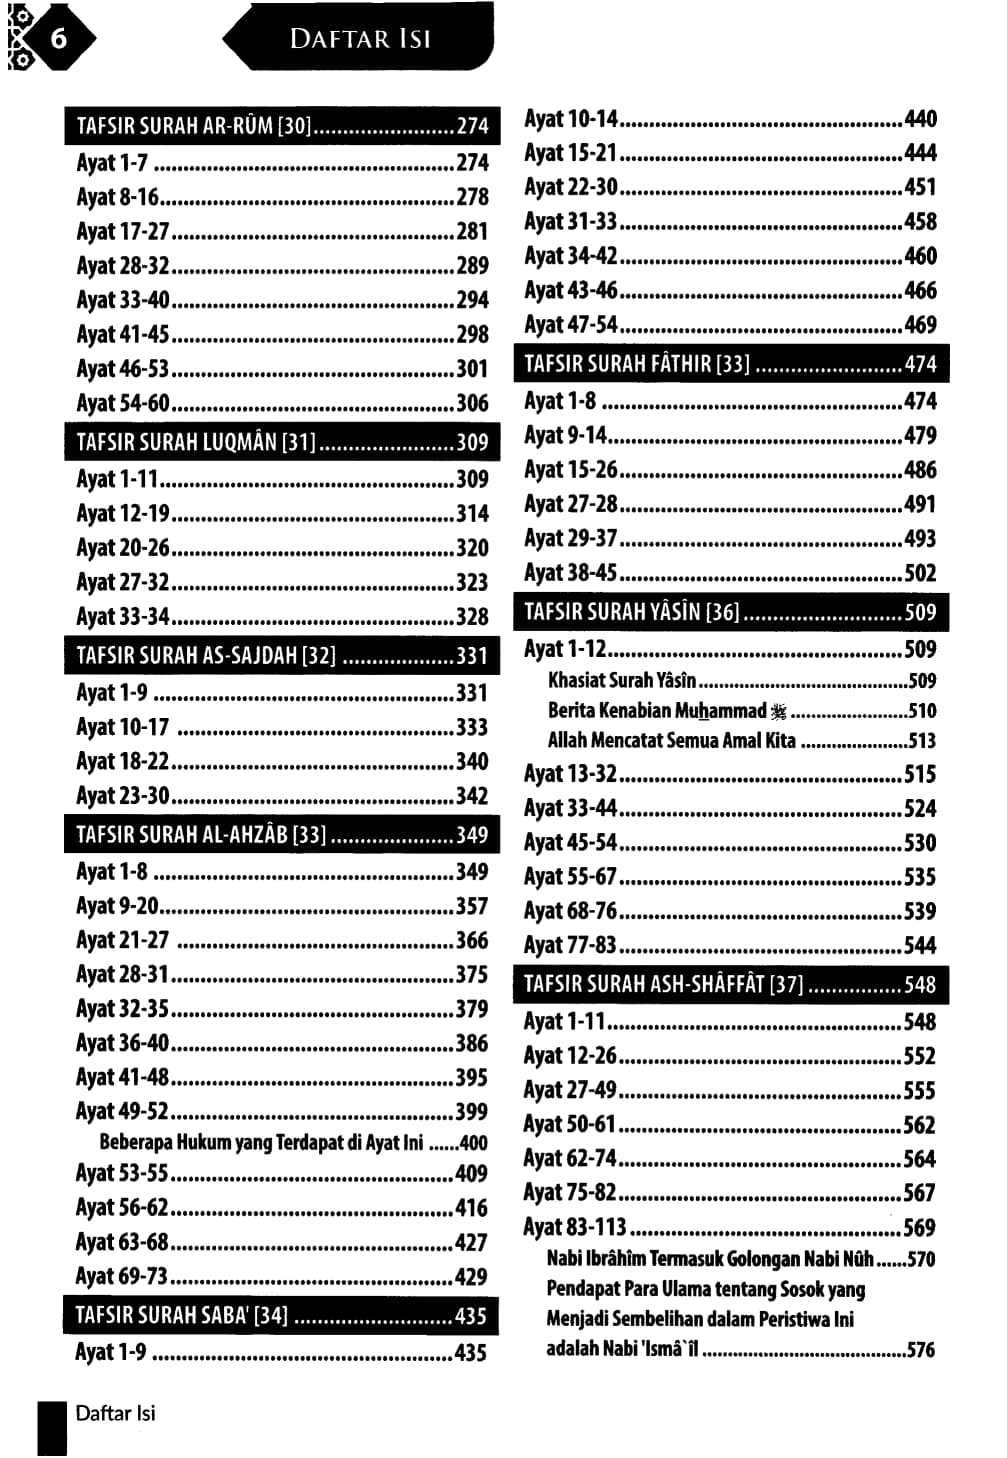 6
DAFTAR ISI
TAFSIR SURAH AR-RÛM [30]........................274
Ayat 1-7 ...................................................274
Ayat 8-16..................................................278
Ayat 17-27................................................281
Ayat 28-32................................................289
Ayat 33-40................................................294
Ayat 41-45................................................298
Ayat 46-53................................................301
Ayat 54-60................................................306
TAFSIR SURAH LUQMÂN [31].......................309
Ayat 1-11..................................................309
Ayat 12-19................................................314
Ayat 20-26................................................320
Ayat 27-32................................................323
Ayat 33-34................................................328
TAFSIR SURAH AS-SAJDAH [32] ...................331
Ayat 1-9 ...................................................331
Ayat 10-17 ...............................................333
Ayat 18-22................................................340
Ayat 23-30................................................342
TAFSIR SURAH AL-AHZÂB [33].....................349
Ayat 1-8 ...................................................349
Ayat 9-20..................................................357
Ayat 21-27 ...............................................366
Ayat 28-31................................................375
Ayat 32-35................................................379
Ayat 36-40................................................386
Ayat 41-48................................................395
Ayat 49-52................................................399
Beberapa Hukum yang Terdapat di Ayat Ini ......400
Ayat 53-55................................................409
Ayat 56-62................................................416
Ayat 63-68................................................427
Ayat 69-73................................................429
TAFSIR SURAH SABA' [34] ...........................435
Ayat 1-9 ...................................................435
Ayat 10-14................................................440
Ayat 15-21................................................444
Ayat 22-30................................................451
Ayat 31-33................................................458
Ayat 34-42................................................460
Ayat 43-46................................................466
Ayat 47-54................................................469
TAFSIR SURAH FÂTHIR [33] .........................474
Ayat 1-8 ...................................................474
Ayat 9-14..................................................479
Ayat 15-26................................................486
Ayat 27-28................................................491
Ayat 29-37................................................493
Ayat 38-45................................................502
TAFSIR SURAH YÂSÎN [36]...........................509
Ayat 1-12..................................................509
Khasiat Surah Yâsîn..........................................509
Berita Kenabian Muẖammad ﷺ .......................510
Allah Mencatat Semua Amal Kita .....................513
Ayat 13-32................................................515
Ayat 33-44................................................524
Ayat 45-54................................................530
Ayat 55-67................................................535
Ayat 68-76................................................539
Ayat 77-83................................................544
TAFSIR SURAH ASH-SHÂFFÂT [37] ................548
Ayat 1-11..................................................548
Ayat 12-26................................................552
Ayat 27-49................................................555
Ayat 50-61................................................562
Ayat 62-74................................................564
Ayat 75-82................................................567
Ayat 83-113..............................................569
Nabi Ibrâhîm Termasuk Golongan Nabi Nûh ......570
Pendapat Para Ulama tentang Sosok yang
Menjadi Sembelihan dalam Peristiwa Ini
adalah Nabi 'Ismâ`îl .........................................576
Daftar Isi